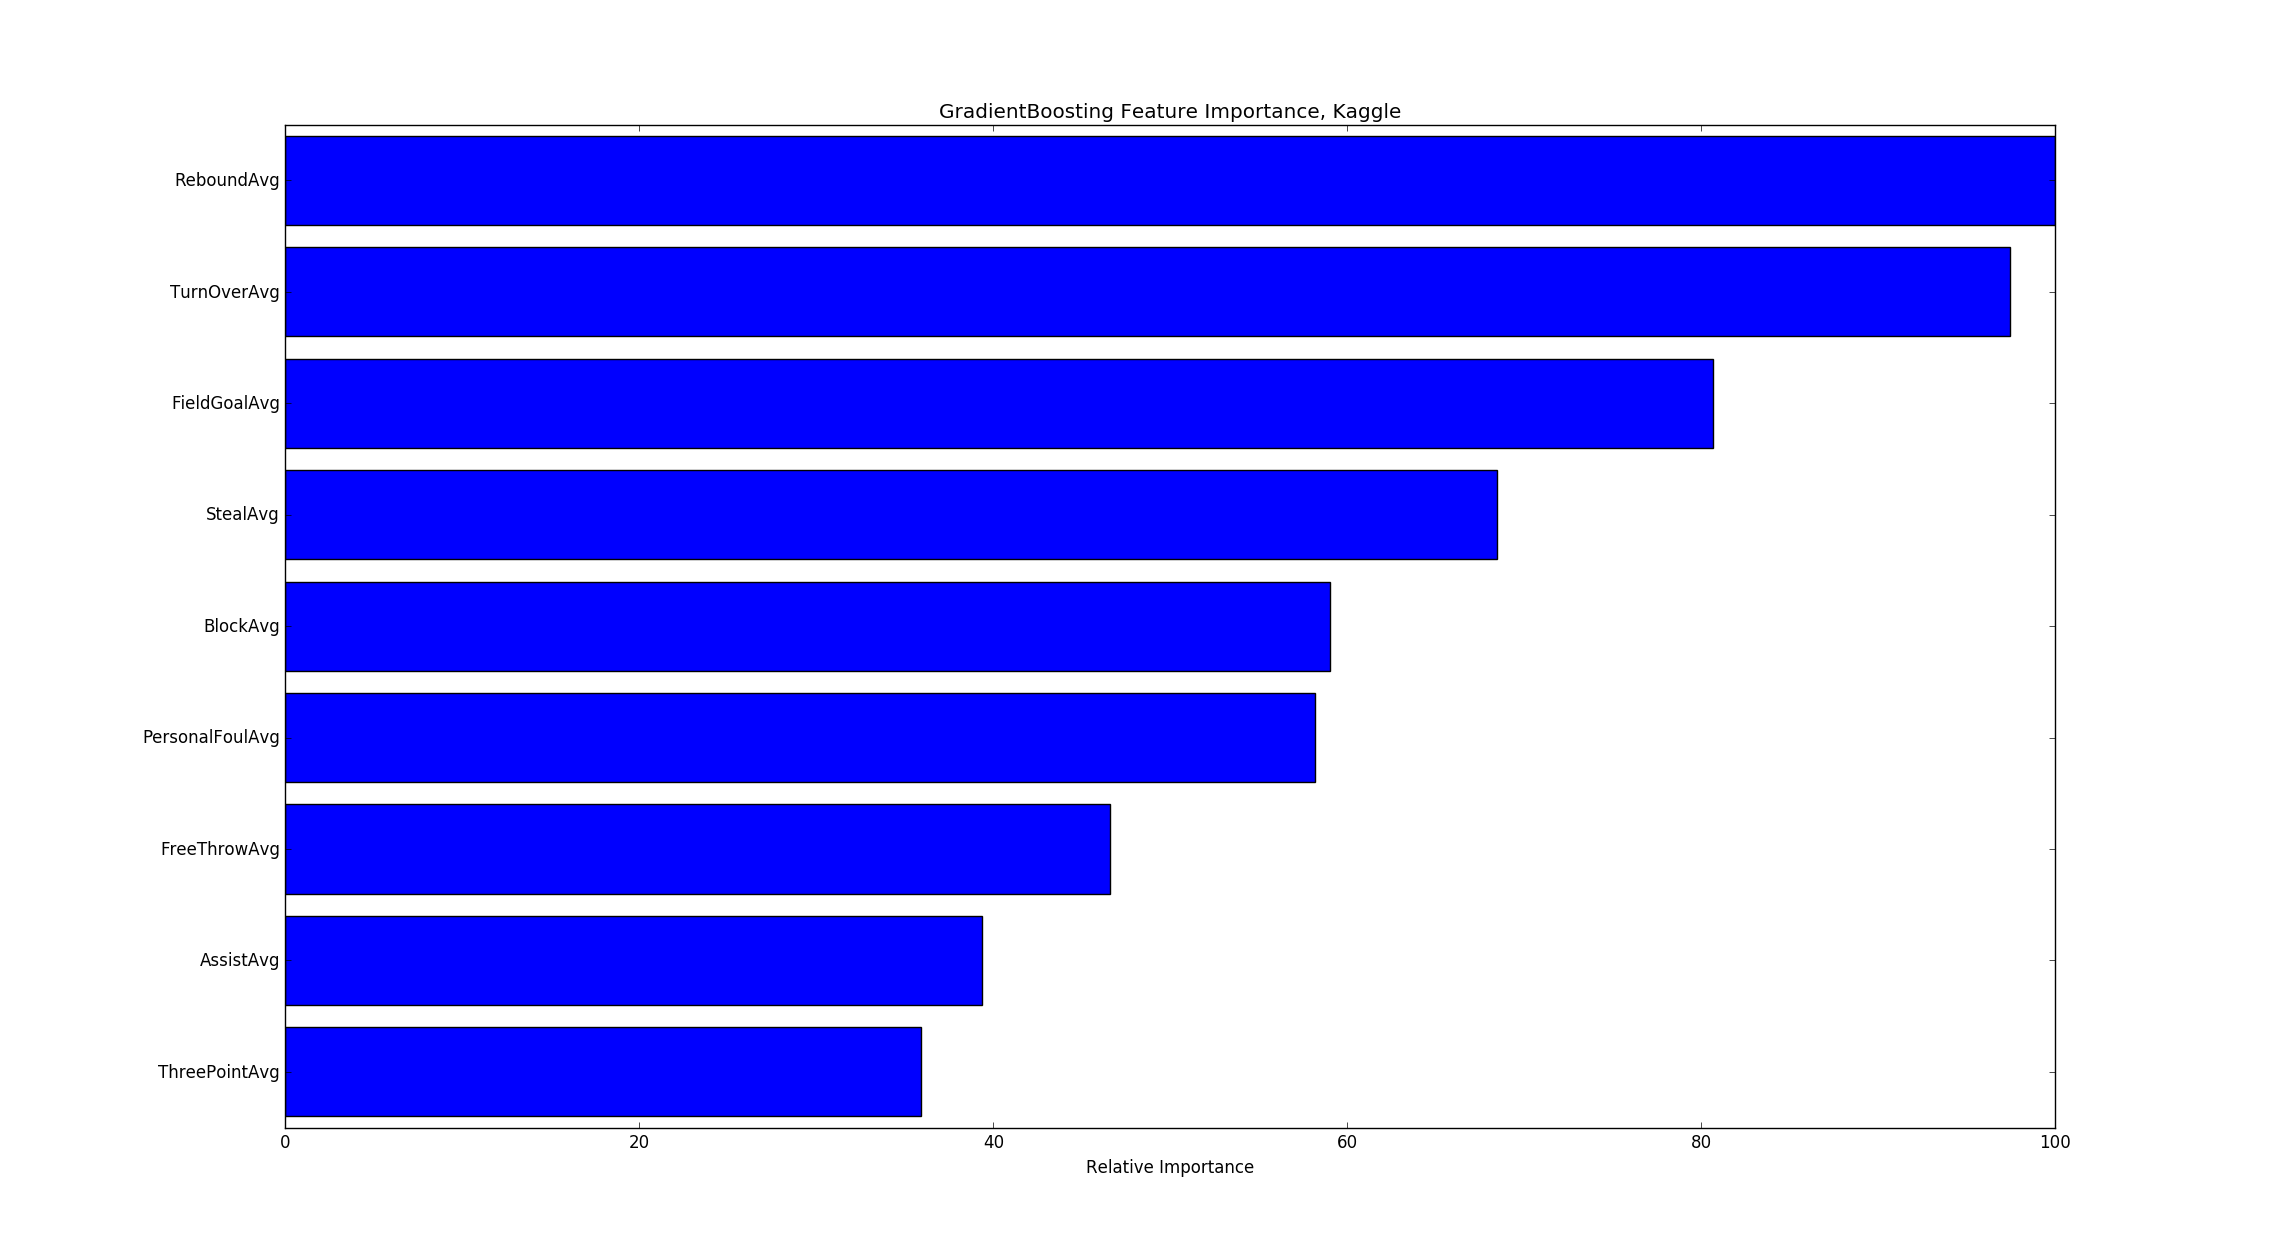 GradientBoosting Feature Importance, Kaggle
ReboundAvg
TurnOverAvg
FieldGoalAvg
StealAvg
BlockAvg
PersonalFoulAvg
FreeThrowAvg
AssistAvg
ThreePointAvg
0 20 40 60 80 100
Relative Importance